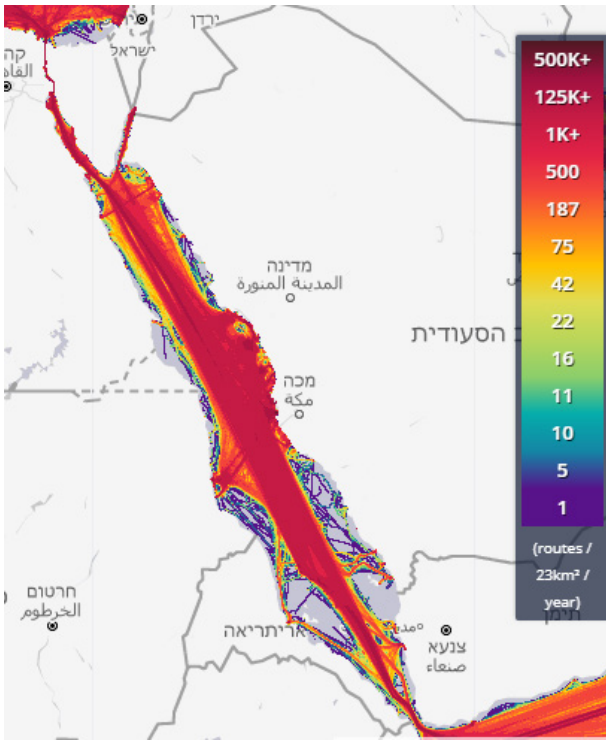 ירדן
ישראל
500K+
125K+
1K+
500
187
75
42
22
16
11
10
5
1
(routes /
23km² /
year)
מדינה
المدينة المنورة
הסעודית
מכה
مكة
חרטום
الخرطوم
אריתריאה
צנעא
صنعاء